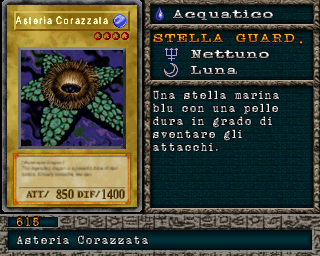 Asteria Corazzata
ATT/ 850 DIF/1400
Acquatico
STELLA GUARD.
Nettuno
Luna
Una stella marina
blu con una pelle
dura in grado di
sventare gli
attacchi.
615
Asteria Corazzata